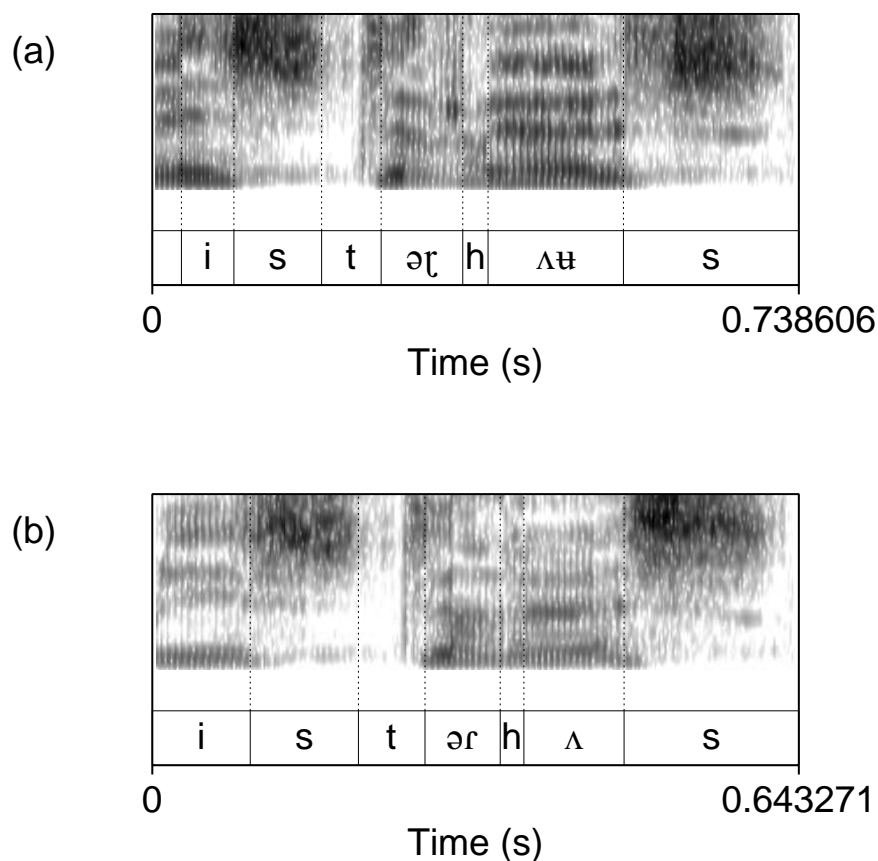 (a)
i s t əɽ h ʌʉ s
0 0.738606
Time (s)
(b)
i s t əɾ h ʌ s
0 0.643271
Time (s)